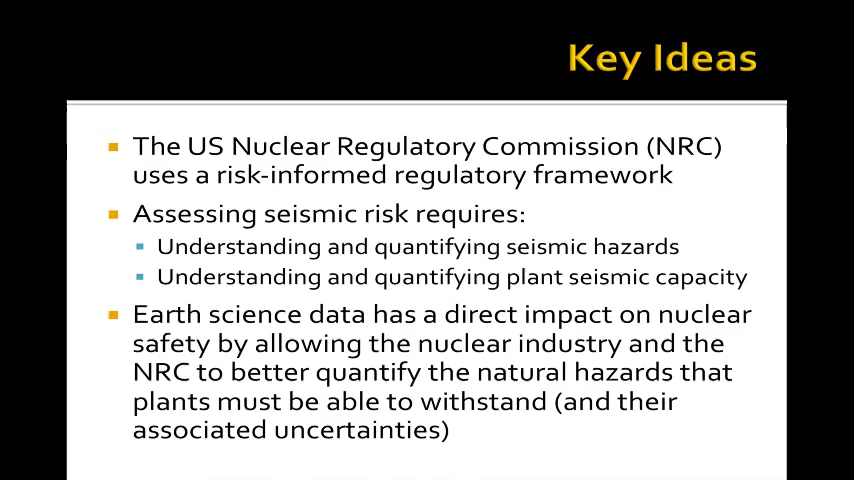 Key Ideas
The US Nuclear Regulatory Commission (NRC)
uses a risk-informed regulatory framework
Assessing seismic risk requires:
Understanding and quantifying seismic hazards
Understanding and quantifying plant seismic capacity
Earth science data has a direct impact on nuclear
safety by allowing the nuclear industry and the
NRC to better quantify the natural hazards that
plants must be able to withstand (and their
associated uncertainties)